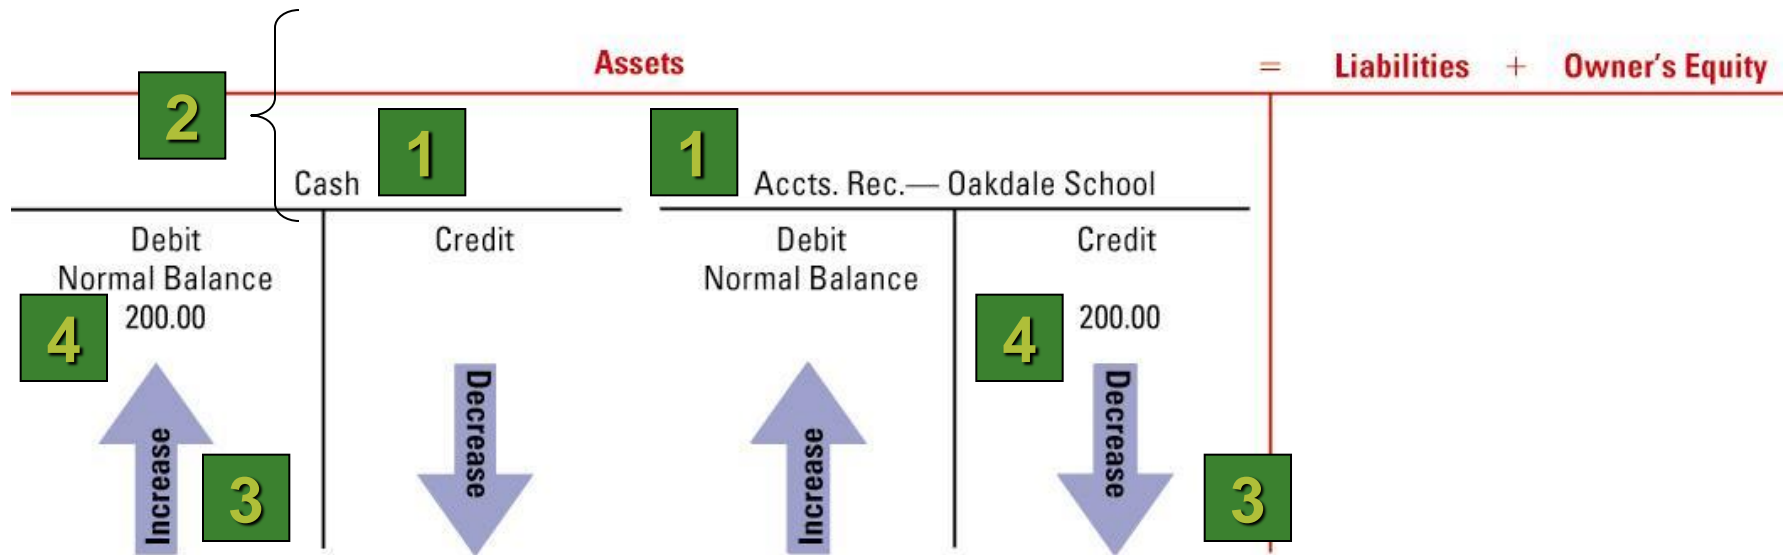 Assets = Liabilities + Owner's Equity
2
1
1
Cash
Accts. Rec.— Oakdale School
Debit
Credit
Debit
Credit
Normal Balance
Normal Balance
4
200.00
4
200.00
Increase
Decrease
Increase
Decrease
3
3